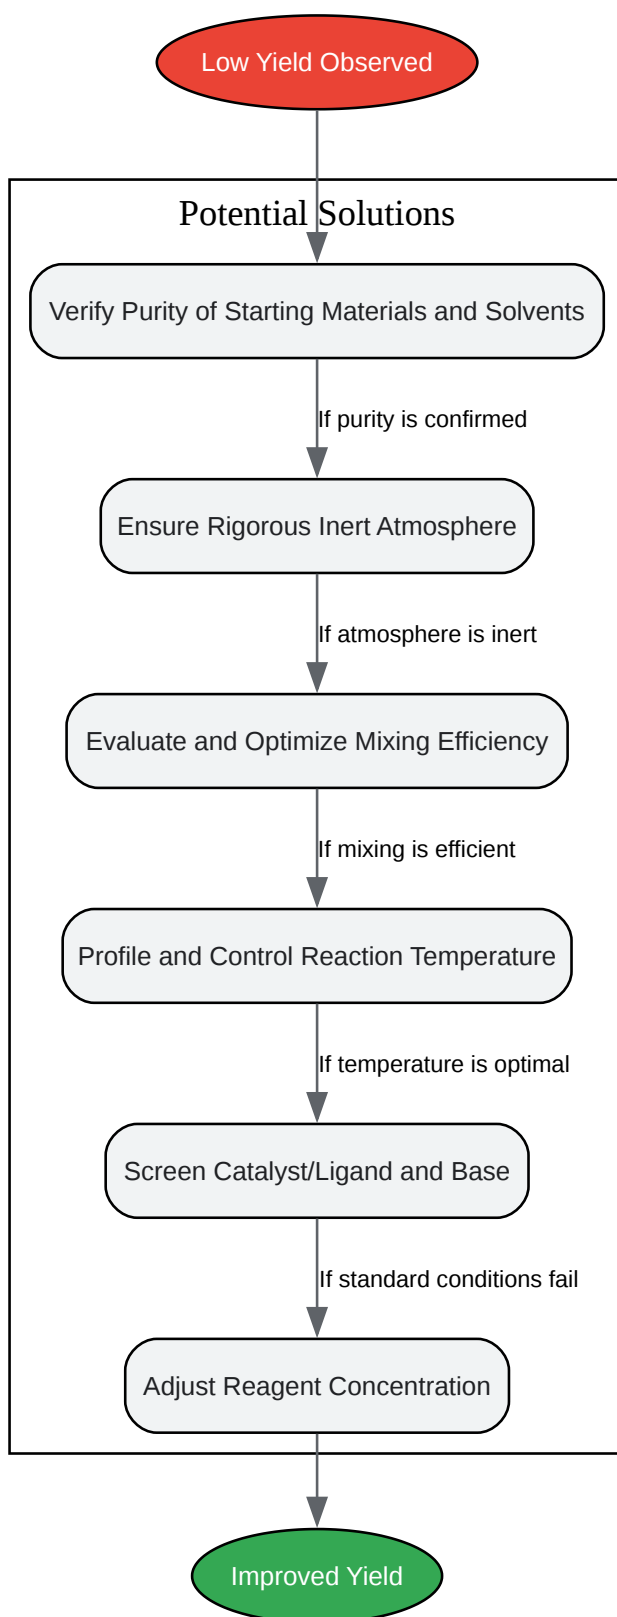 Low Yield Observed
Potential Solutions
Verify Purity of Starting Materials and Solvents
If purity is confirmed
Ensure Rigorous Inert Atmosphere
If atmosphere is inert
Evaluate and Optimize Mixing Efficiency
If mixing is efficient
Profile and Control Reaction Temperature
If temperature is optimal
Screen Catalyst/Ligand and Base
If standard conditions fail
Adjust Reagent Concentration
Improved Yield